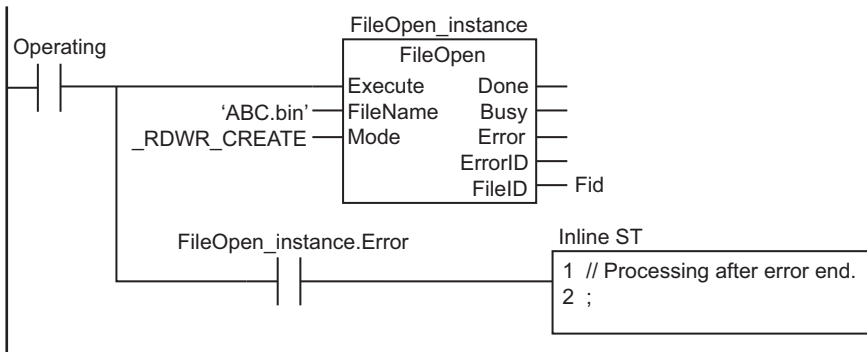 FileOpen_instance
Operating
FileOpen
Execute Done
‘ABC.bin’ FileName Busy
_RDWR_CREATE Mode Error
ErrorID
FileID Fid
FileOpen_instance.Error
Inline ST
1 // Processing after error end.
2 ;